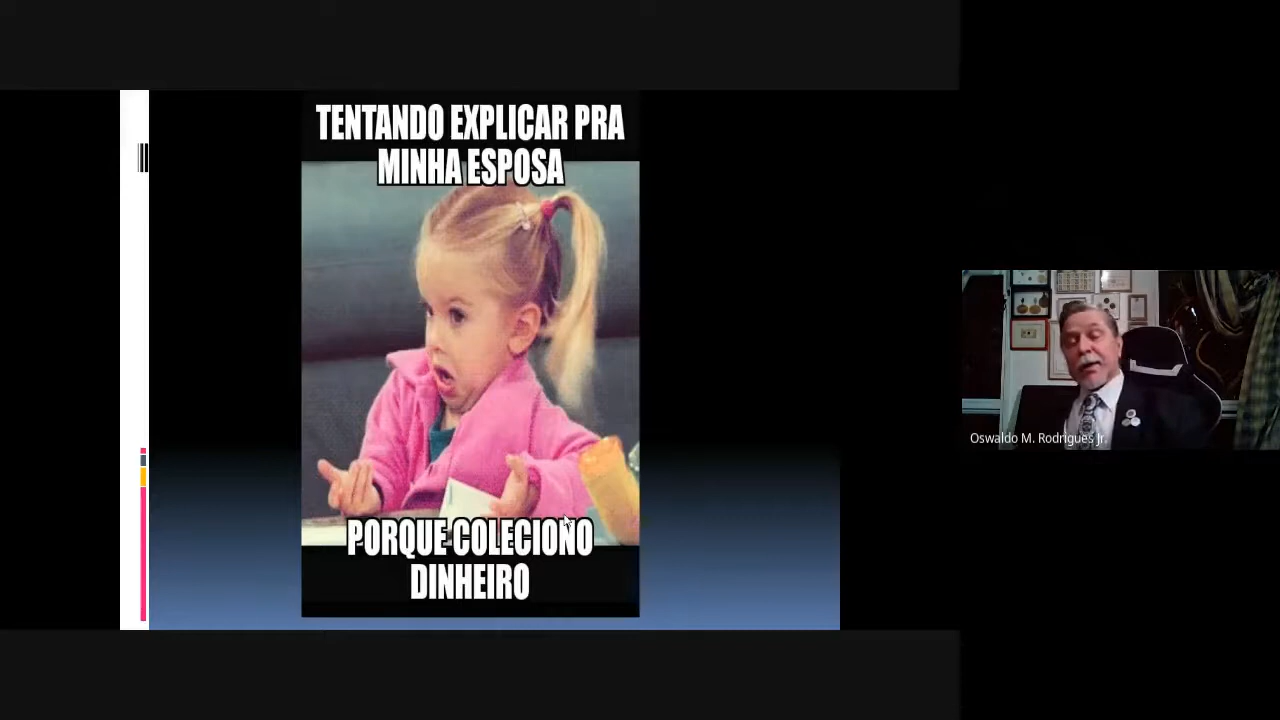 TENTANDO EXPLICAR PRA
MINHA ESPOSA
PORQUE COLECIONO
DINHEIRO
Oswaldo M. Rodrigues Jr.